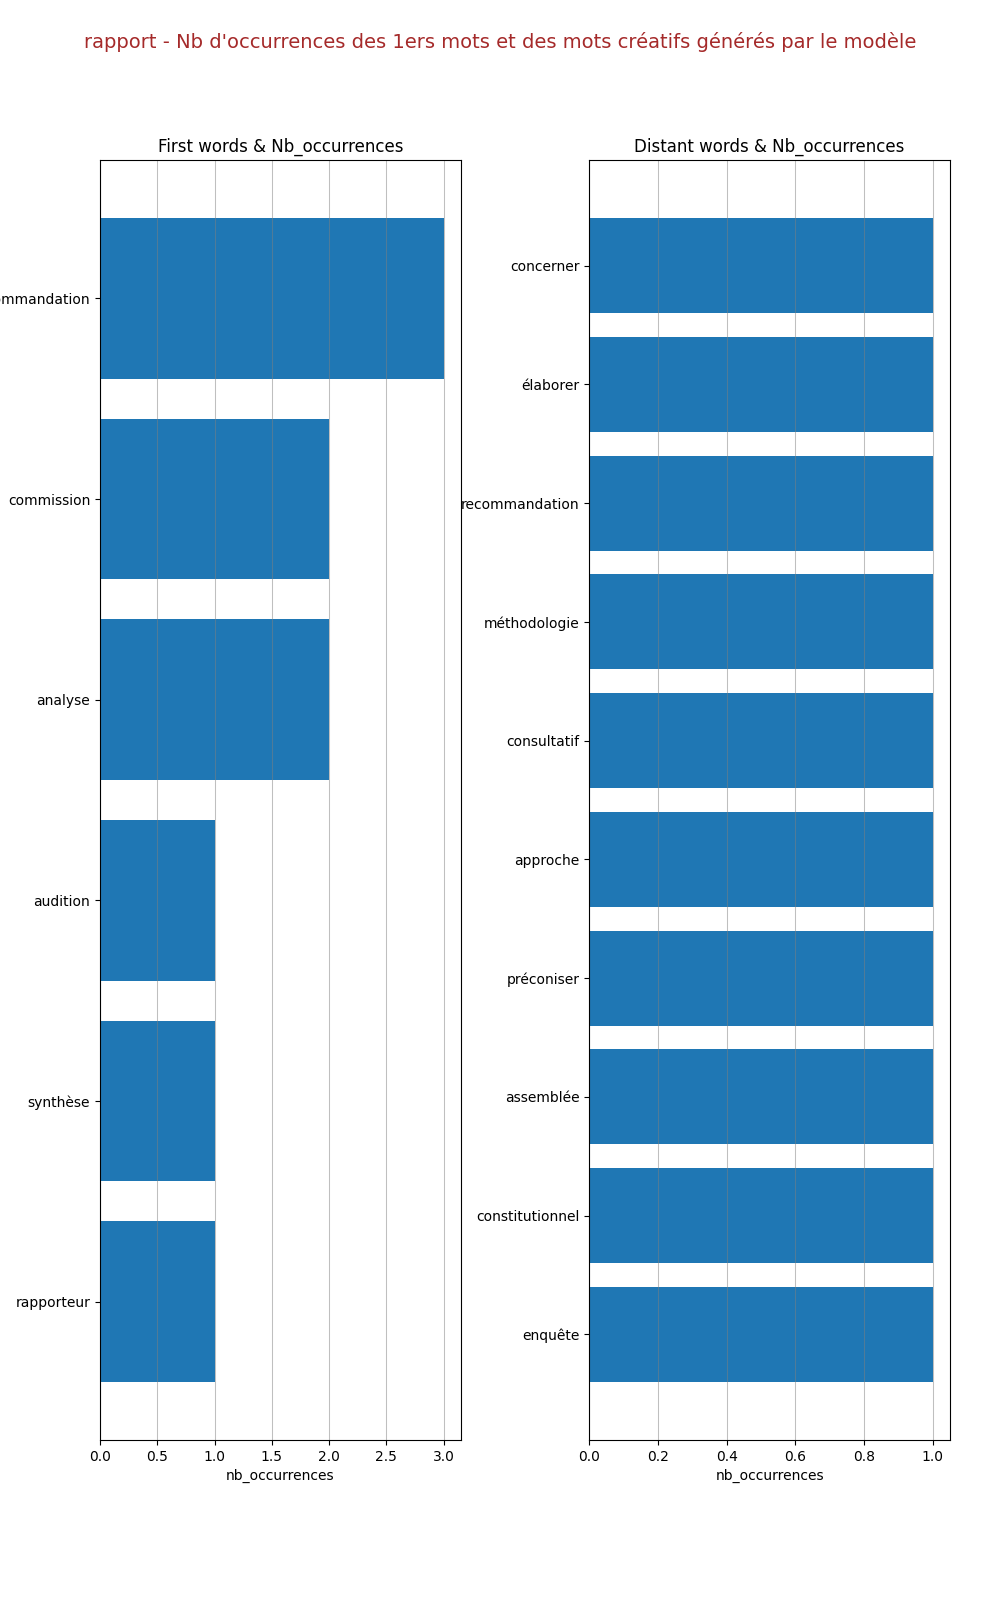 rapport - Nb d'occurrences des 1ers mots et des mots créatifs générés par le modèle
First words & Nb_occurrences
mmandation
commission
analyse
audition
synthèse
rapporteur
0.0 0.5 1.0 1.5 2.0 2.5 3.0
nb_occurrences
Distant words & Nb_occurrences
concerner
élaborer
recommandation
méthodologie
consultatif
approche
préconiser
assemblée
constitutionnel
enquête
0.0 0.2 0.4 0.6 0.8 1.0
nb_occurrences